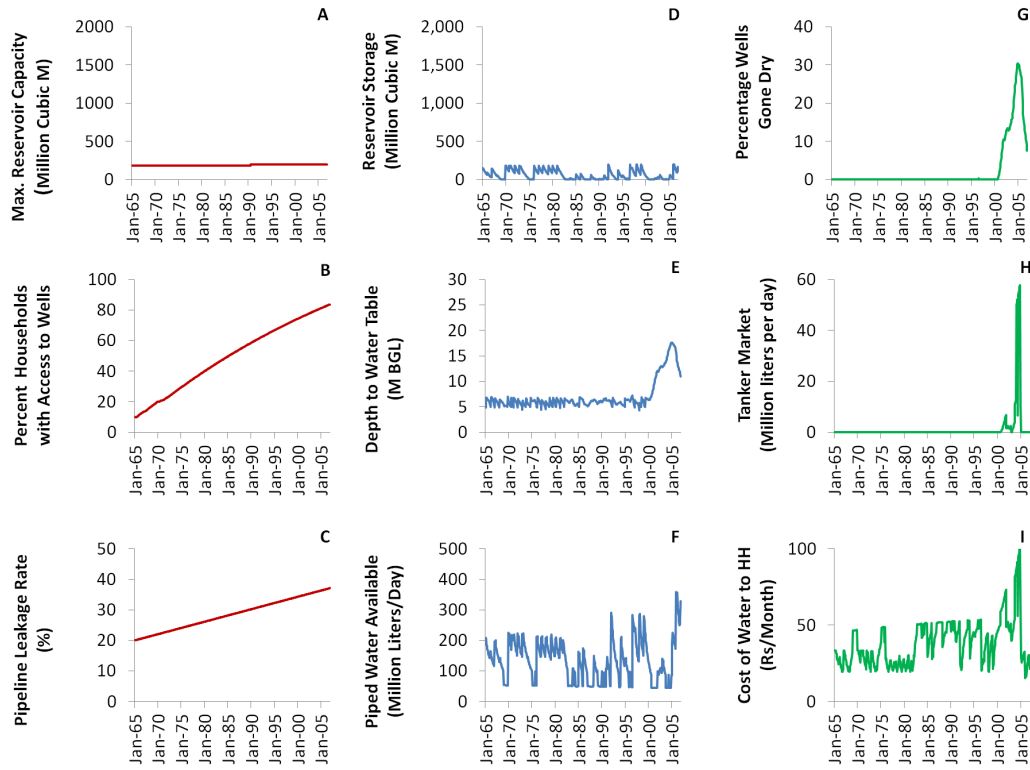 A
Max. Reservoir Capacity
(Million Cubic M)
2000
1500
1000
500
0
Jan-65
Jan-70
Jan-75
Jan-80
Jan-85
Jan-90
Jan-95
Jan-00
Jan-05
D
Reservoir Storage
(Million Cubic M)
2,000
1,500
1,000
500
0
Jan-65
Jan-70
Jan-75
Jan-80
Jan-85
Jan-90
Jan-95
Jan-00
Jan-05
G
Percentage Wells
Gone Dry
40
30
20
10
0
Jan-65
Jan-70
Jan-75
Jan-80
Jan-85
Jan-90
Jan-95
Jan-00
Jan-05
B
Percent Households
with Access to Wells
100
80
60
40
20
0
Jan-65
Jan-70
Jan-75
Jan-80
Jan-85
Jan-90
Jan-95
Jan-00
Jan-05
E
Depth to Water Table
(M BGL)
30
25
20
15
10
5
0
Jan-65
Jan-70
Jan-75
Jan-80
Jan-85
Jan-90
Jan-95
Jan-00
Jan-05
H
Tanker Market
(Million liters per day)
60
40
20
0
Jan-65
Jan-70
Jan-75
Jan-80
Jan-85
Jan-90
Jan-95
Jan-00
Jan-05
C
Pipeline Leakage Rate
(%)
50
40
30
20
10
0
Jan-65
Jan-70
Jan-75
Jan-80
Jan-85
Jan-90
Jan-95
Jan-00
Jan-05
F
Piped Water Available
(Million Liters/Day)
500
400
300
200
100
0
Jan-65
Jan-70
Jan-75
Jan-80
Jan-85
Jan-90
Jan-95
Jan-00
Jan-05
I
Cost of Water to HH
(Rs/Month)
100
50
0
Jan-65
Jan-70
Jan-75
Jan-80
Jan-85
Jan-90
Jan-95
Jan-00
Jan-05